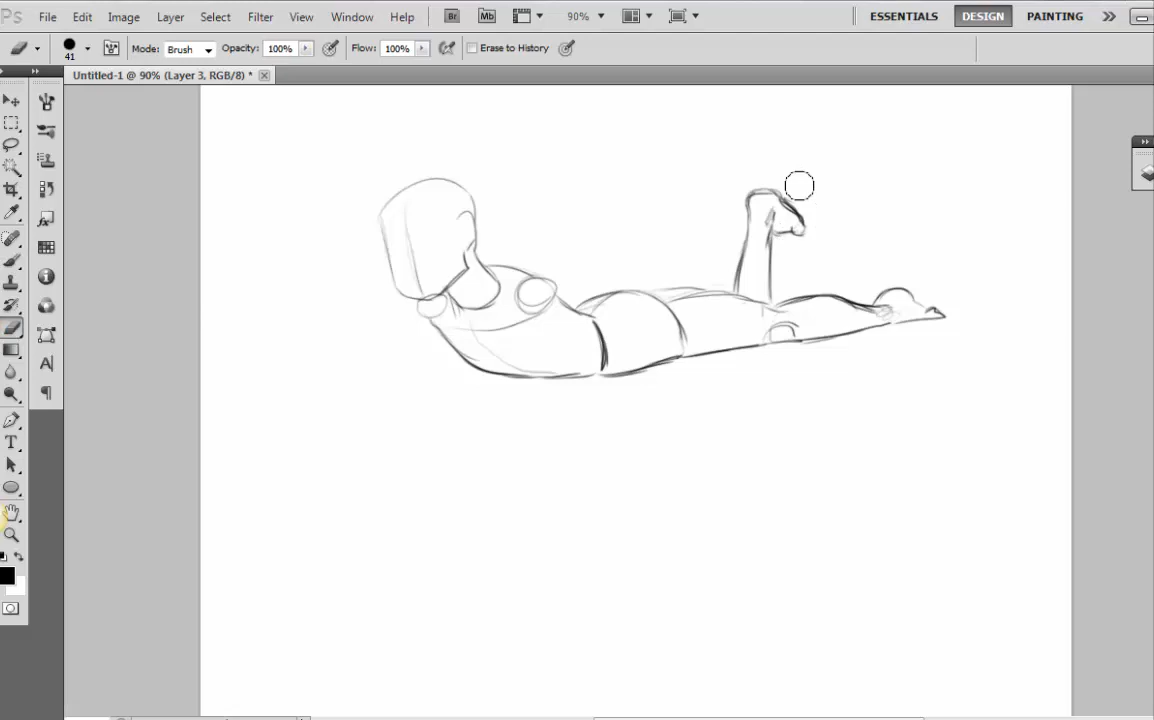 Ps File Edit Image Layer Select Filter View Window Help Br Mb 90% ESSENTIALS DESIGN PAINTING
41 Mode: Brush Opacity: 100% Flow: 100% Erase to History
Untitled-1 @ 90% (Layer 3, RGB/8) *